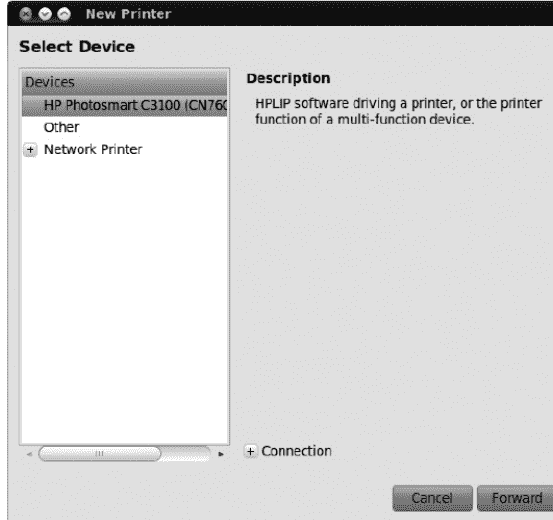 New Printer
Select Device
Devices
HP Photosmart C3100 (CN760
Other
Network Printer
Description
HPLIP software driving a printer, or the printer
function of a multi-function device.
Connection
Cancel
Forward